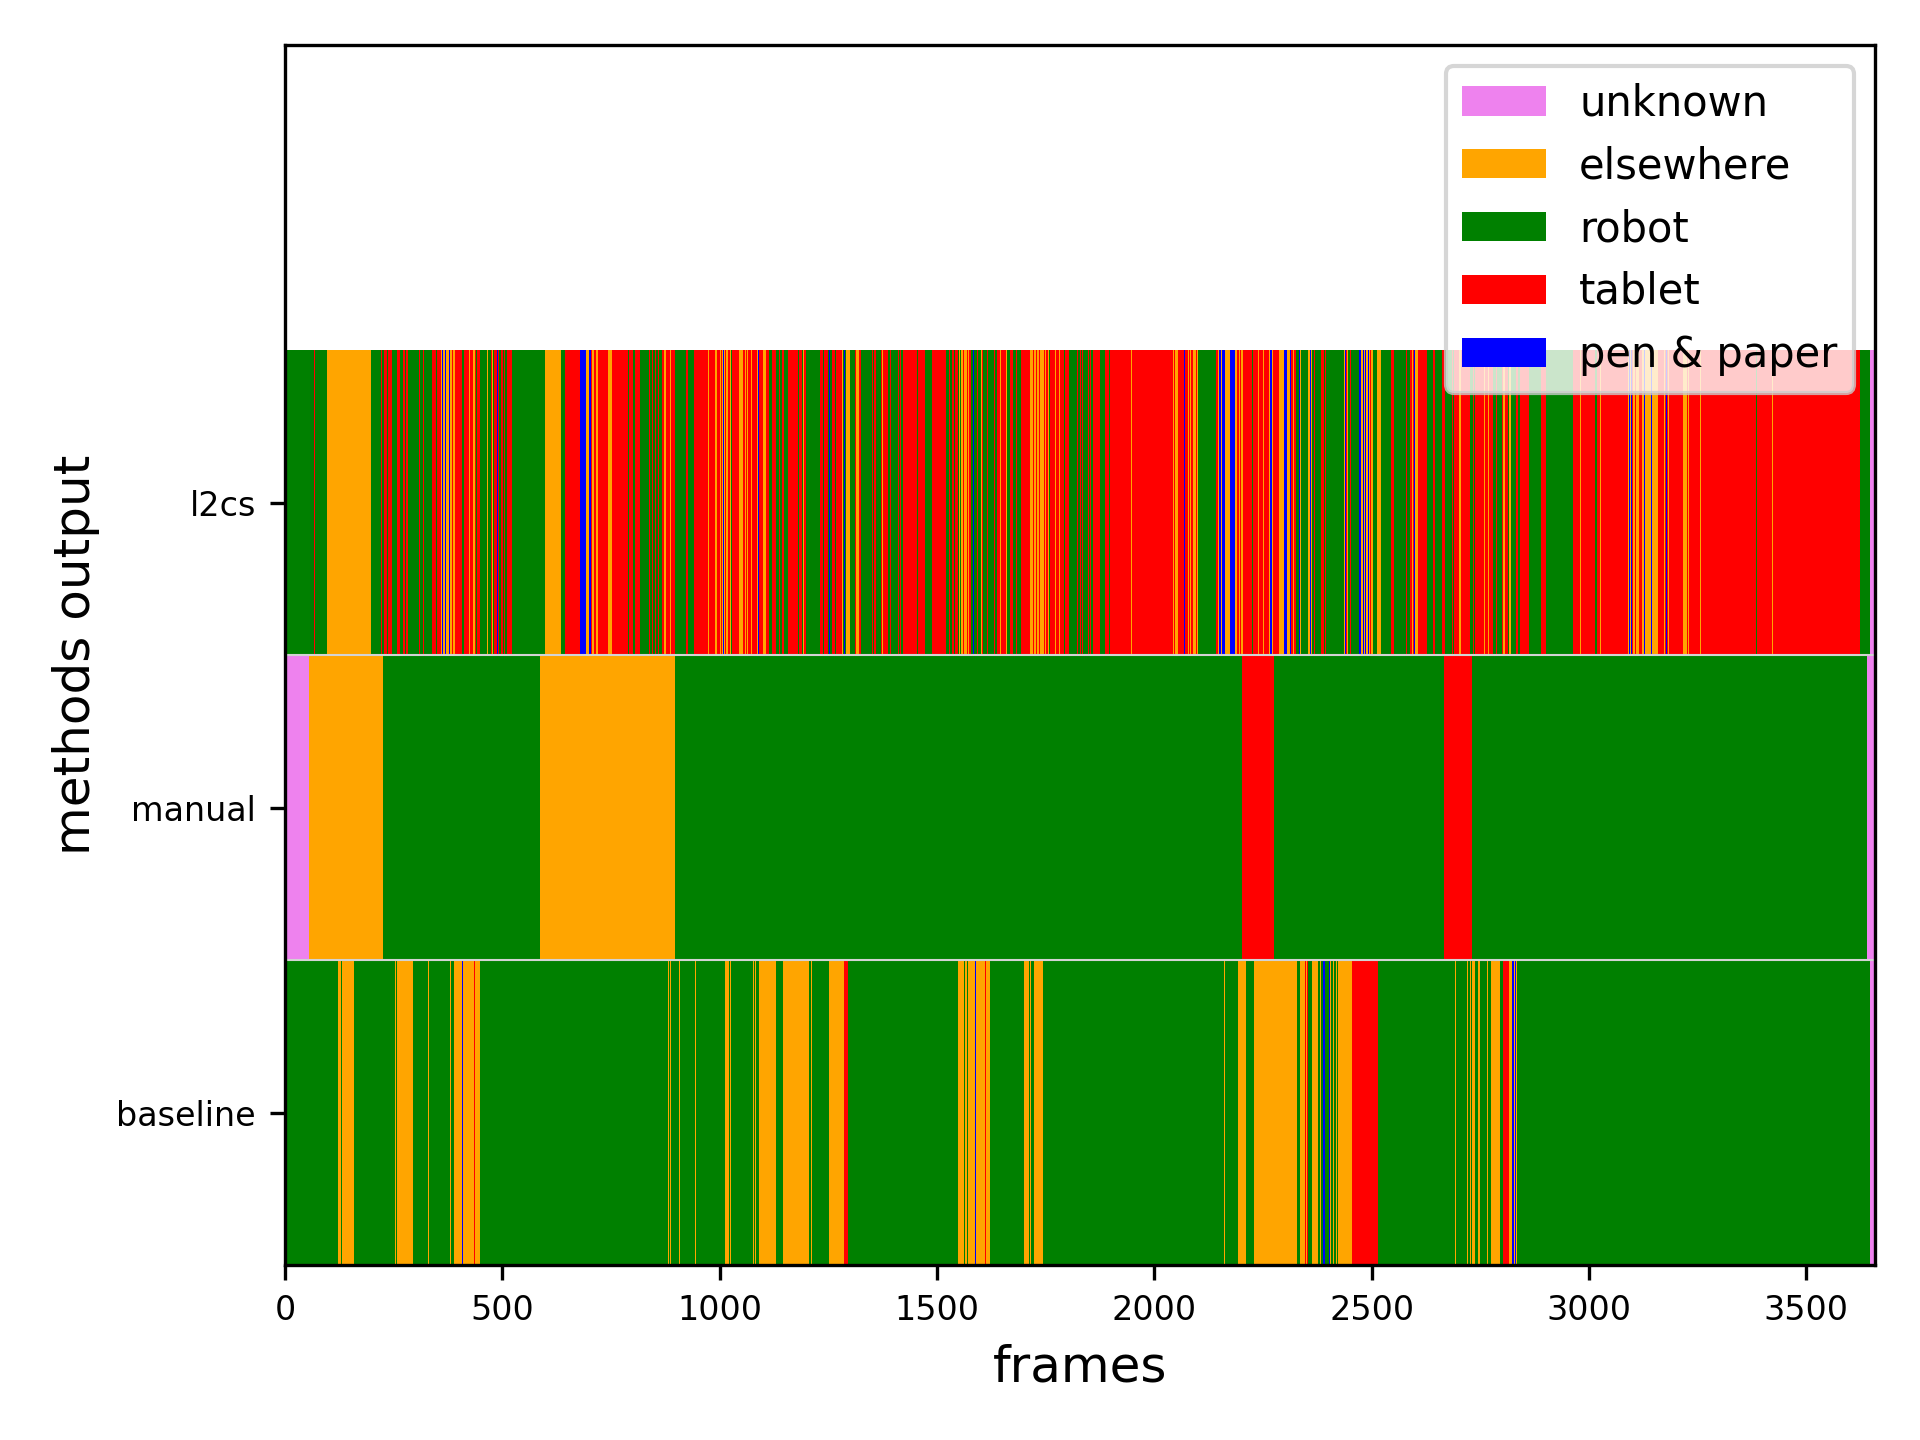 unknown
elsewhere
robot
tablet
pen & paper
methods output
l2cs
manual
baseline
0 500 1000 1500 2000 2500 3000 3500
frames